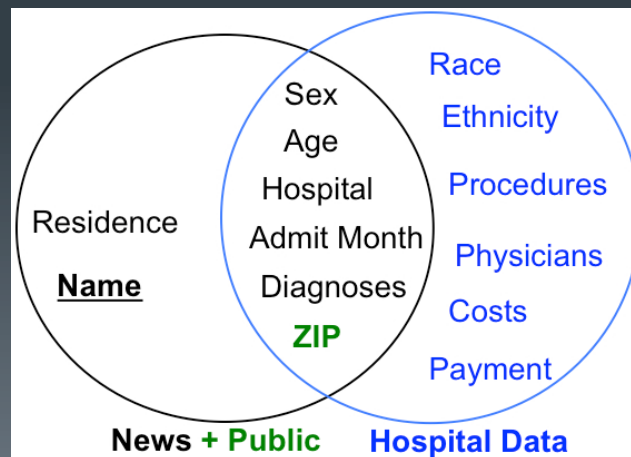 Residence
Name
Sex
Age
Hospital
Admit Month
Diagnoses
ZIP
Race
Ethnicity
Procedures
Physicians
Costs
Payment
News + Public
Hospital Data